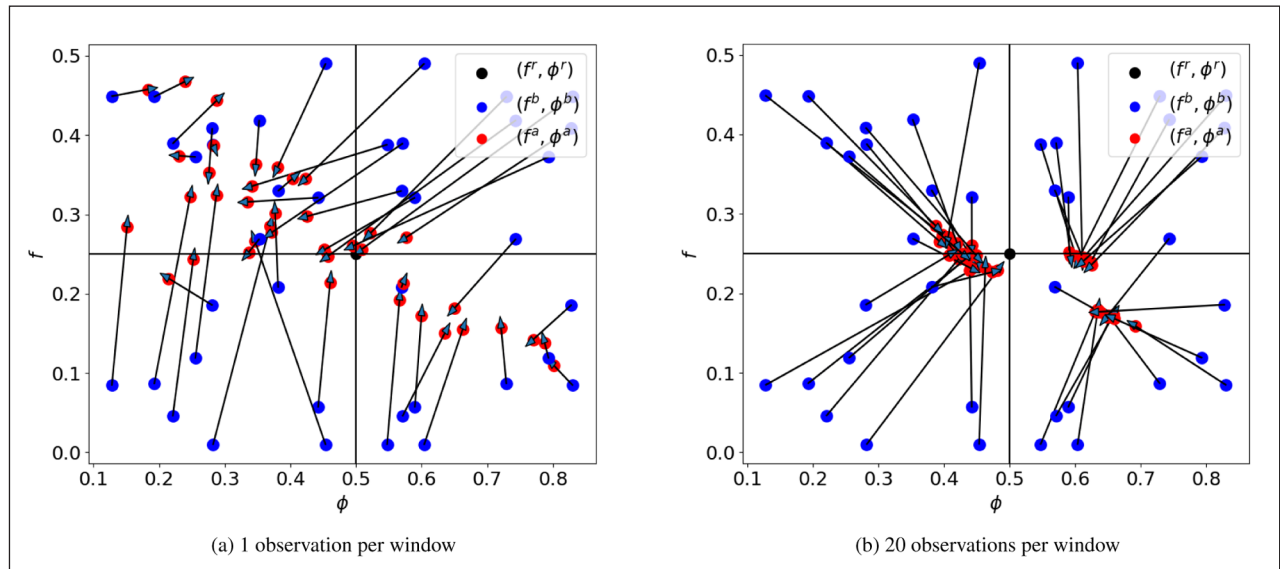 0.5
0.4
0.3
0.2
0.1
0.0
f
0.1 0.2 0.3 0.4 0.5 0.6 0.7 0.8
ϕ
(f^r, ϕ^r)
(f^b, ϕ^b)
(f^a, ϕ^a)
(a) 1 observation per window
0.5
0.4
0.3
0.2
0.1
0.0
f
0.1 0.2 0.3 0.4 0.5 0.6 0.7 0.8
ϕ
(f^r, ϕ^r)
(f^b, ϕ^b)
(f^a, ϕ^a)
(b) 20 observations per window